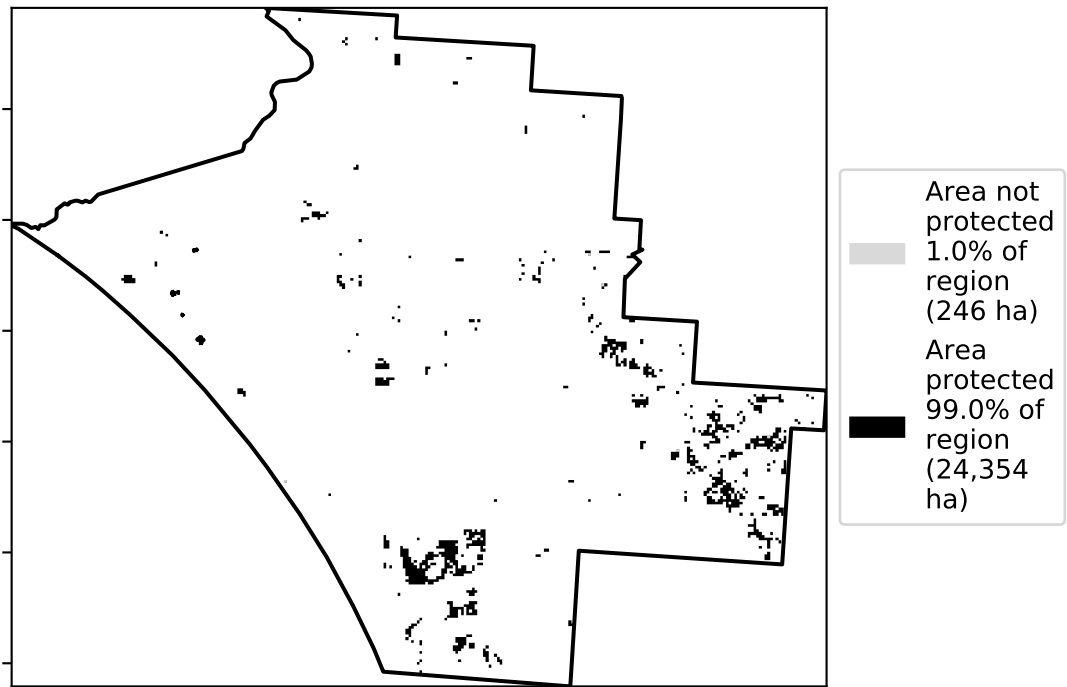 Area not
protected
1.0% of
region
(246 ha)
Area
protected
99.0% of
region
(24,354
ha)